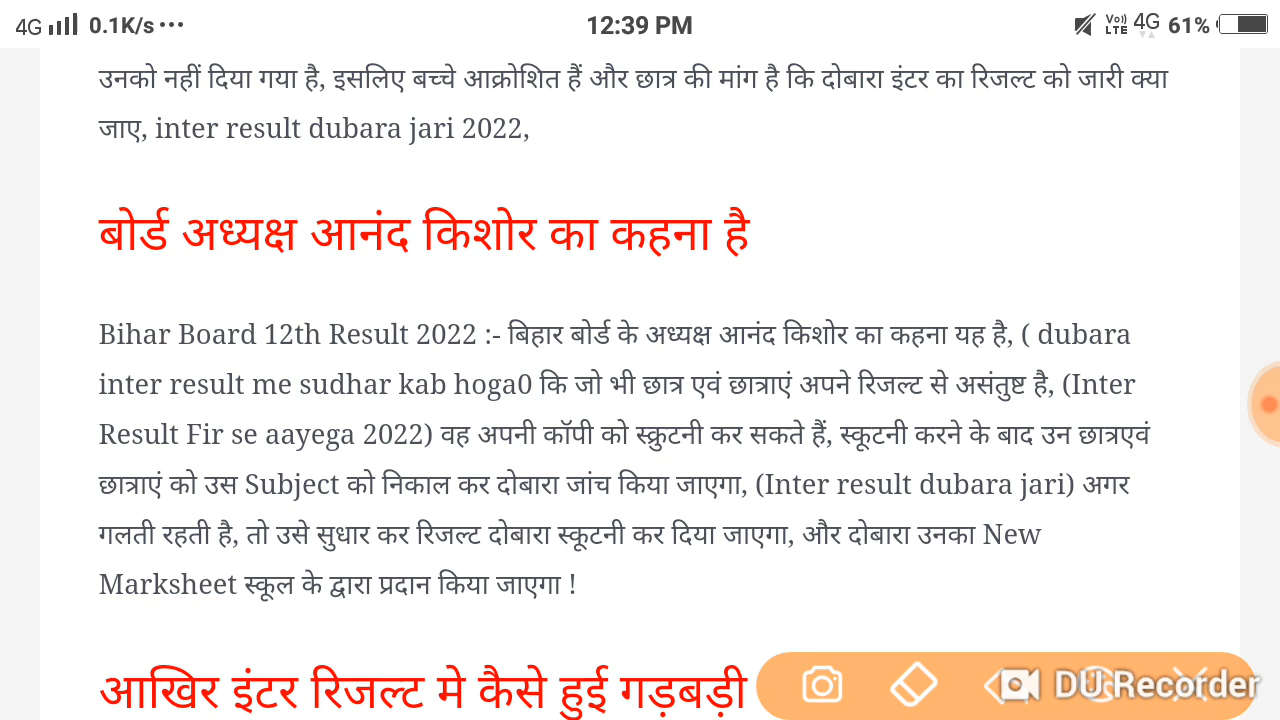 4G 0.1K/s ... 12:39 PM Vo) LTE 4G 61%
उनको नहीं दिया गया है, इसलिए बच्चे आक्रोशित हैं और छात्र की मांग है कि दोबारा इंटर का रिजल्ट को जारी क्या
जाए, inter result dubara jari 2022,
बोर्ड अध्यक्ष आनंद किशोर का कहना है
Bihar Board 12th Result 2022 :- बिहार बोर्ड के अध्यक्ष आनंद किशोर का कहना यह है, ( dubara
inter result me sudhar kab hoga0 कि जो भी छात्र एवं छात्राएं अपने रिजल्ट से असंतुष्ट है, (Inter
Result Fir se aayega 2022) वह अपनी कॉपी को स्क्रुटनी कर सकते हैं, स्कूटनी करने के बाद उन छात्रएवं
छात्राएं को उस Subject को निकाल कर दोबारा जांच किया जाएगा, (Inter result dubara jari) अगर
गलती रहती है, तो उसे सुधार कर रिजल्ट दोबारा स्कूटनी कर दिया जाएगा, और दोबारा उनका New
Marksheet स्कूल के द्वारा प्रदान किया जाएगा !
आखिर इंटर रिजल्ट मे कैसे हुई गड़बड़ी
DU Recorder